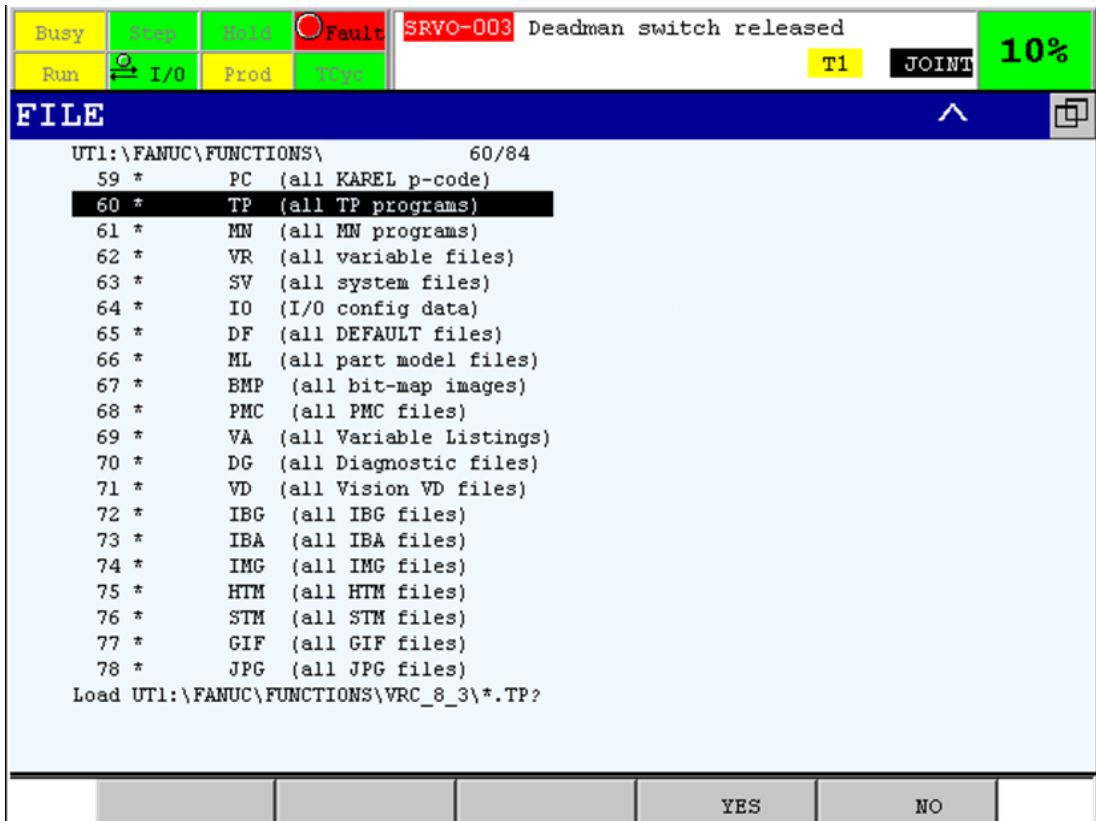 Busy Step Hold Fault SRVO-003 Deadman switch released
Run I/O Prod TCyc T1 JOINT 10%
FILE
UT1:\FANUC\FUNCTIONS\ 60/84
59 * PC (all KAREL p-code)
60 * TP (all TP programs)
61 * MN (all MN programs)
62 * VR (all variable files)
63 * SV (all system files)
64 * IO (I/O config data)
65 * DF (all DEFAULT files)
66 * ML (all part model files)
67 * BMP (all bit-map images)
68 * PMC (all PMC files)
69 * VA (all Variable Listings)
70 * DG (all Diagnostic files)
71 * VD (all Vision VD files)
72 * IBG (all IBG files)
73 * IBA (all IBA files)
74 * IMG (all IMG files)
75 * HTM (all HTM files)
76 * STM (all STM files)
77 * GIF (all GIF files)
78 * JPG (all JPG files)
Load UT1:\FANUC\FUNCTIONS\VRC_8_3\*.TP?
YES NO